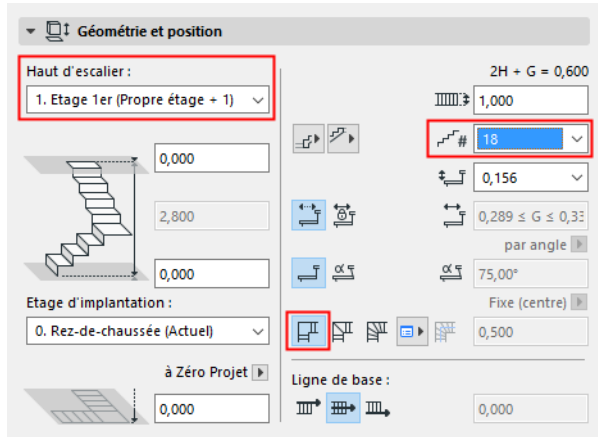 Géométrie et position
Haut d'escalier :
1. Etage 1er (Propre étage + 1)
0,000
2,800
0,000
Etage d'implantation :
0. Rez-de-chaussée (Actuel)
à Zéro Projet
0,000
2H + G = 0,600
1,000
# 18
0,156
0,289 ≤ G ≤ 0,33
par angle
α α 75,00°
Fixe (centre)
0,500
Ligne de base :
0,000